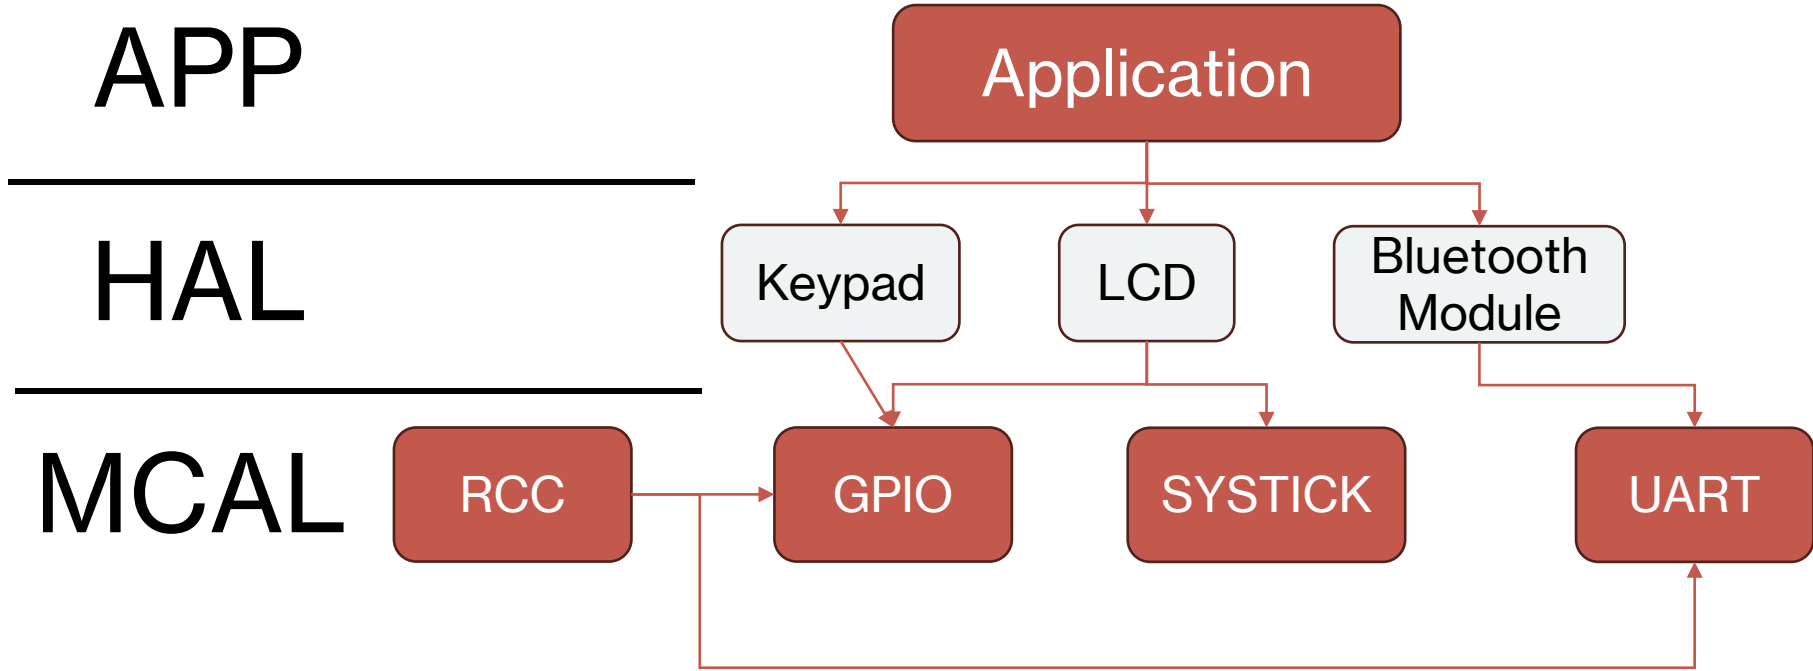 APP
Application
HAL
Keypad
LCD
Bluetooth
Module
MCAL
RCC
GPIO
SYSTICK
UART